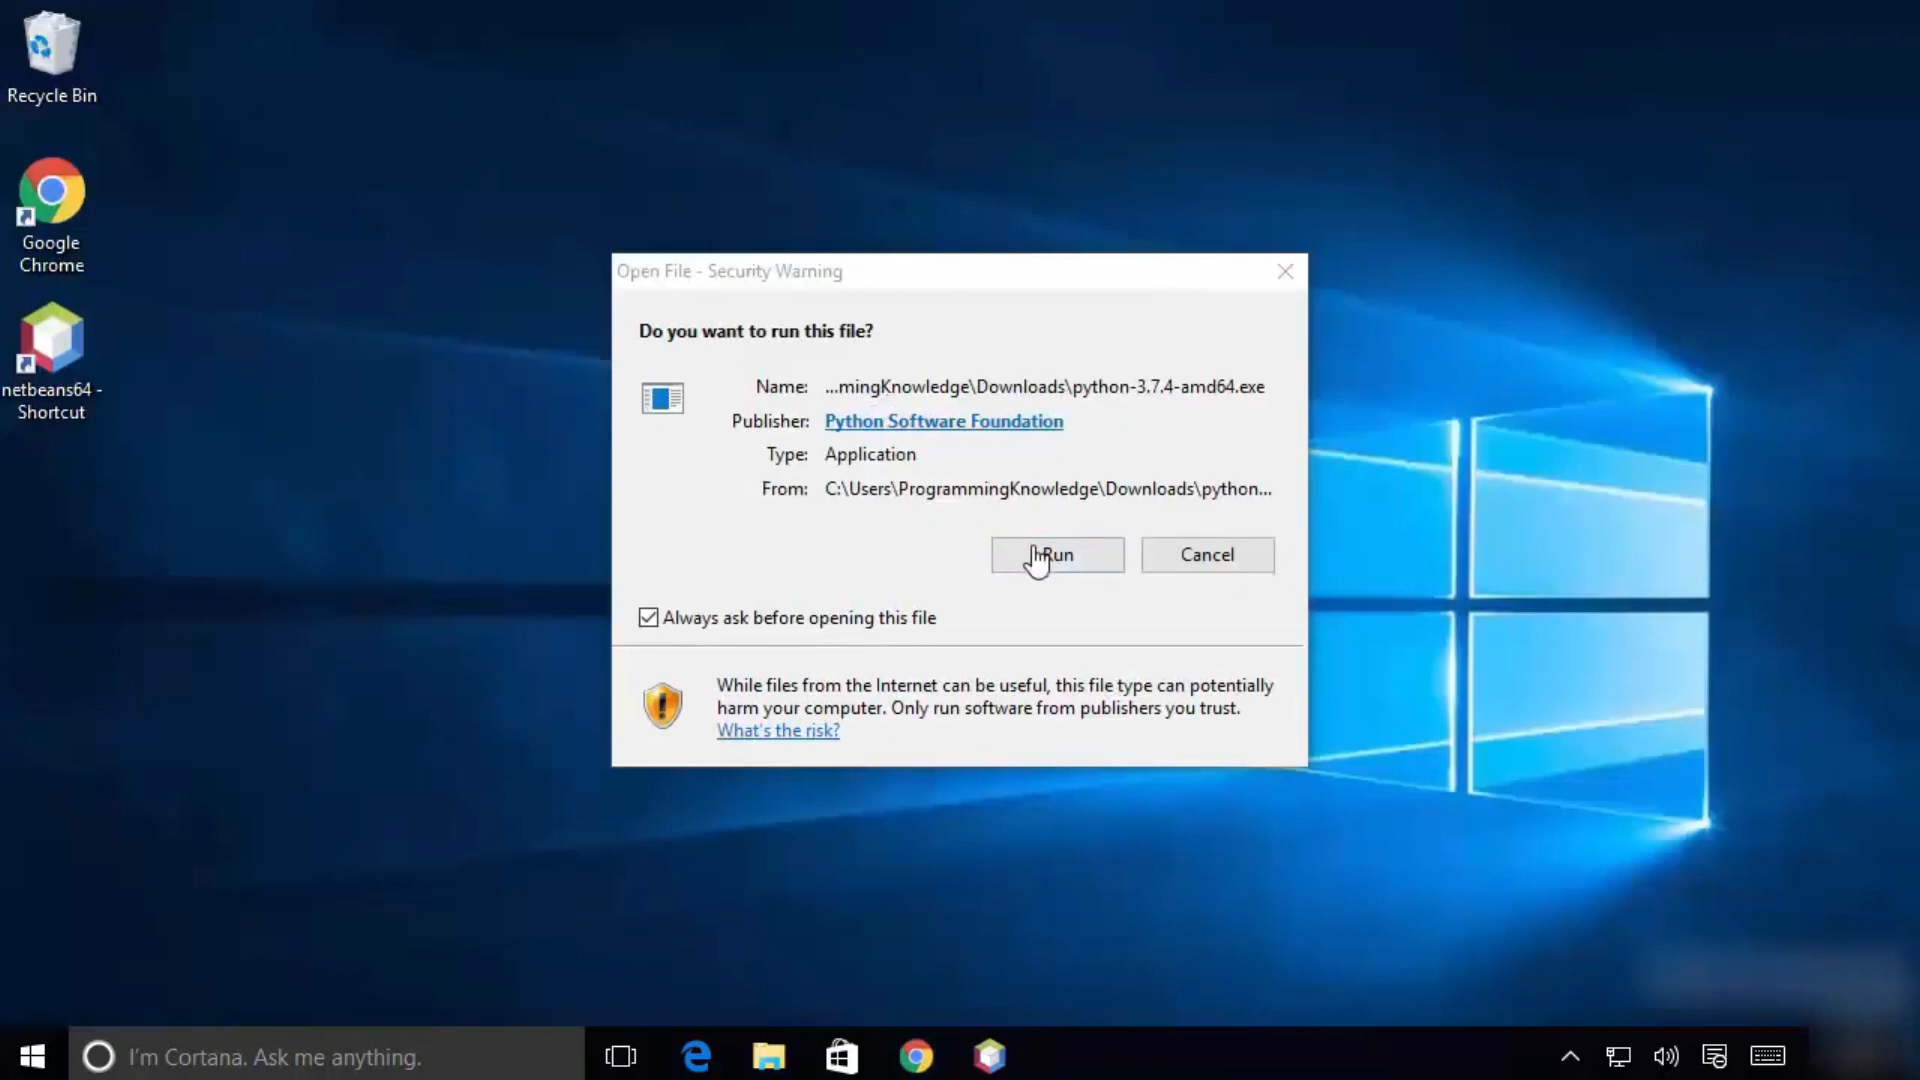 Recycle Bin
Google
Chrome
netbeans64 -
Shortcut
Open File - Security Warning
Do you want to run this file?
Name: ...mingKnowledge\Downloads\python-3.7.4-amd64.exe
Publisher: Python Software Foundation
Type: Application
From: C:\Users\ProgrammingKnowledge\Downloads\python...
Run Cancel
Always ask before opening this file
While files from the Internet can be useful, this file type can potentially
harm your computer. Only run software from publishers you trust.
What's the risk?
I'm Cortana. Ask me anything.